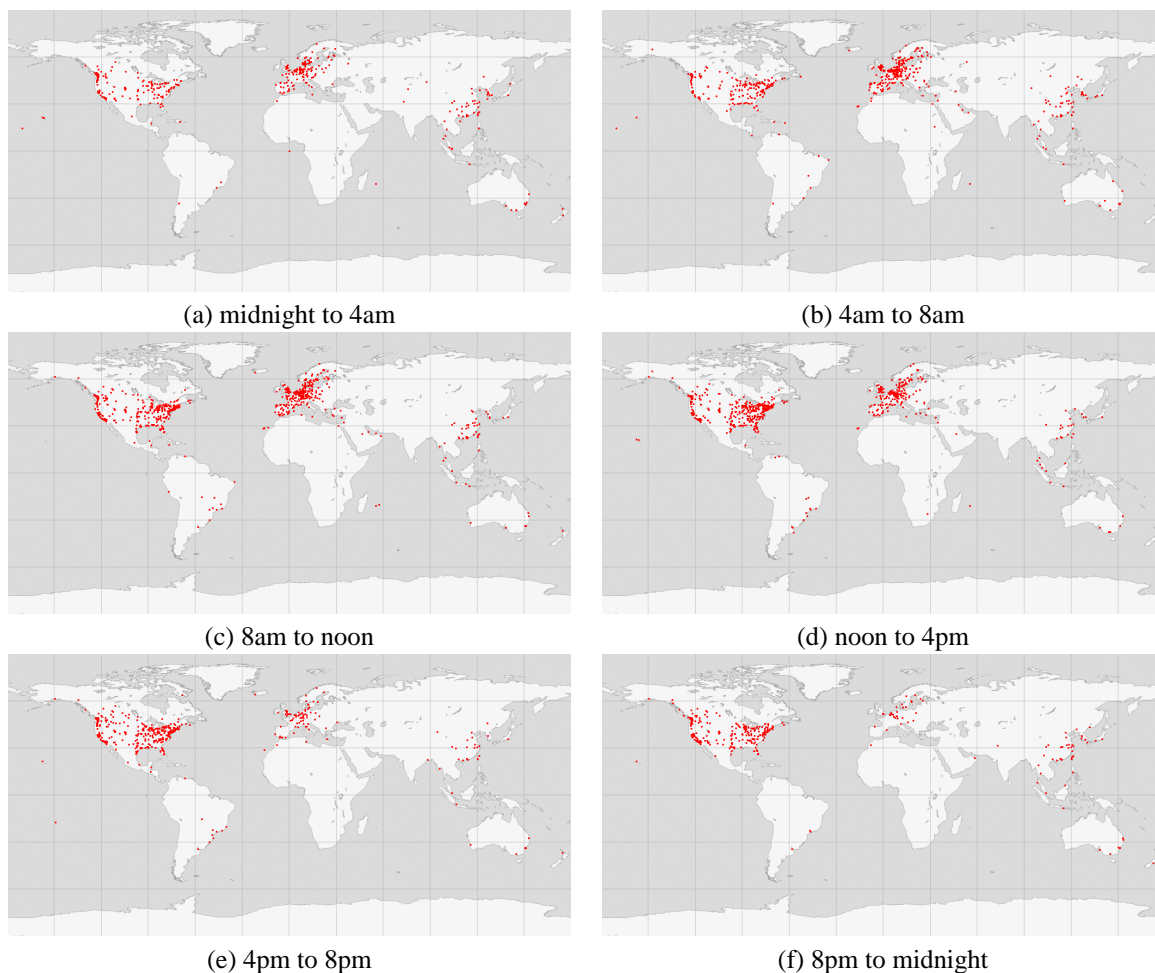 (a) midnight to 4am
(b) 4am to 8am
(c) 8am to noon
(d) noon to 4pm
(e) 4pm to 8pm
(f) 8pm to midnight